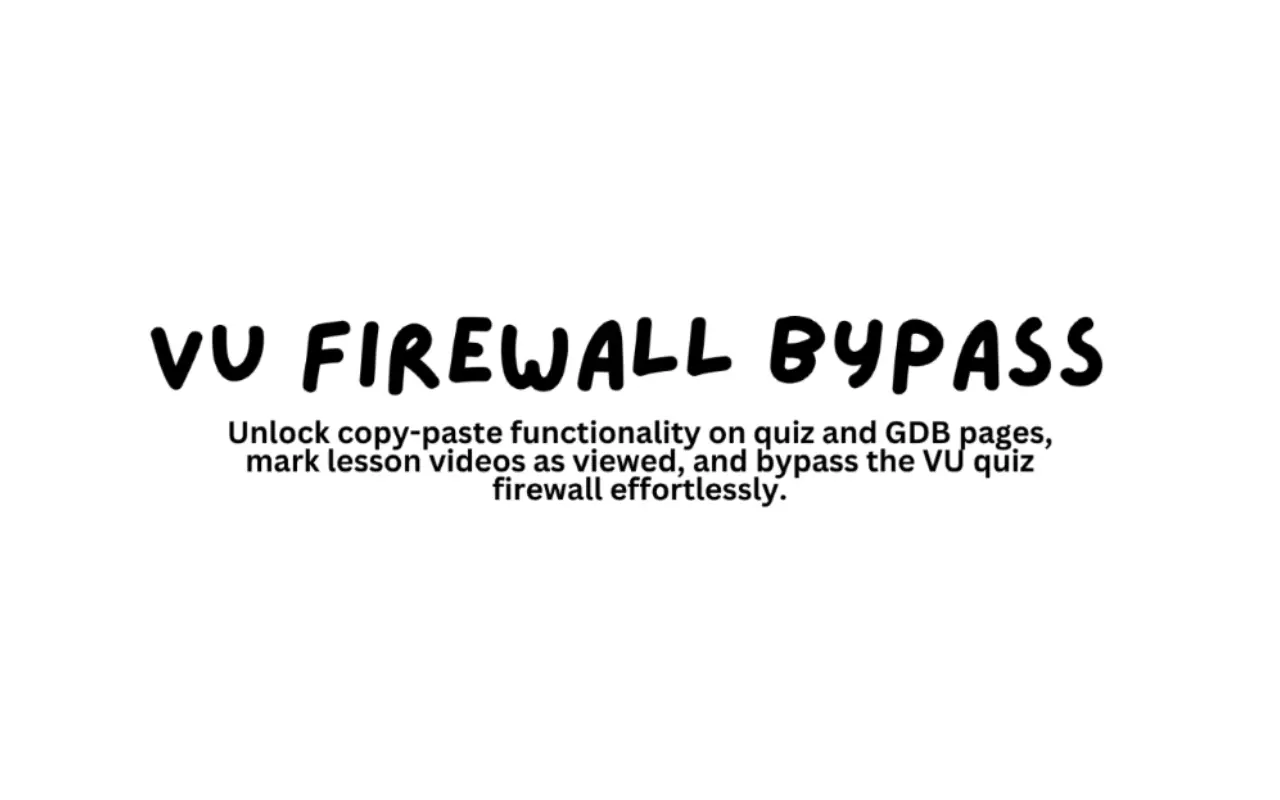 VU FIREWALL BYPASS
Unlock copy-paste functionality on quiz and GDB pages,
mark lesson videos as viewed, and bypass the VU quiz
firewall effortlessly.